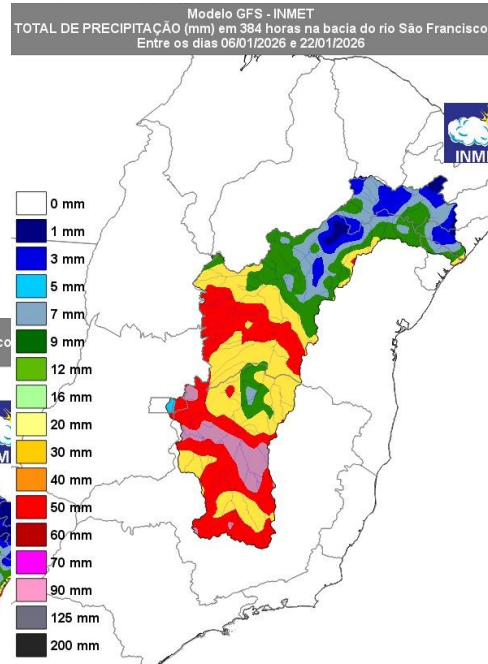 Modelo GFS - INMET
TOTAL DE PRECIPITAÇÃO (mm) em 384 horas na bacia do rio São Francisco
Entre os dias 06/01/2026 e 22/01/2026
INME
0 mm
1 mm
3 mm
5 mm
7 mm
co
9 mm
12 mm
16 mm
20 mm
30 mm
M
40 mm
50 mm
60 mm
70 mm
90 mm
125 mm
200 mm